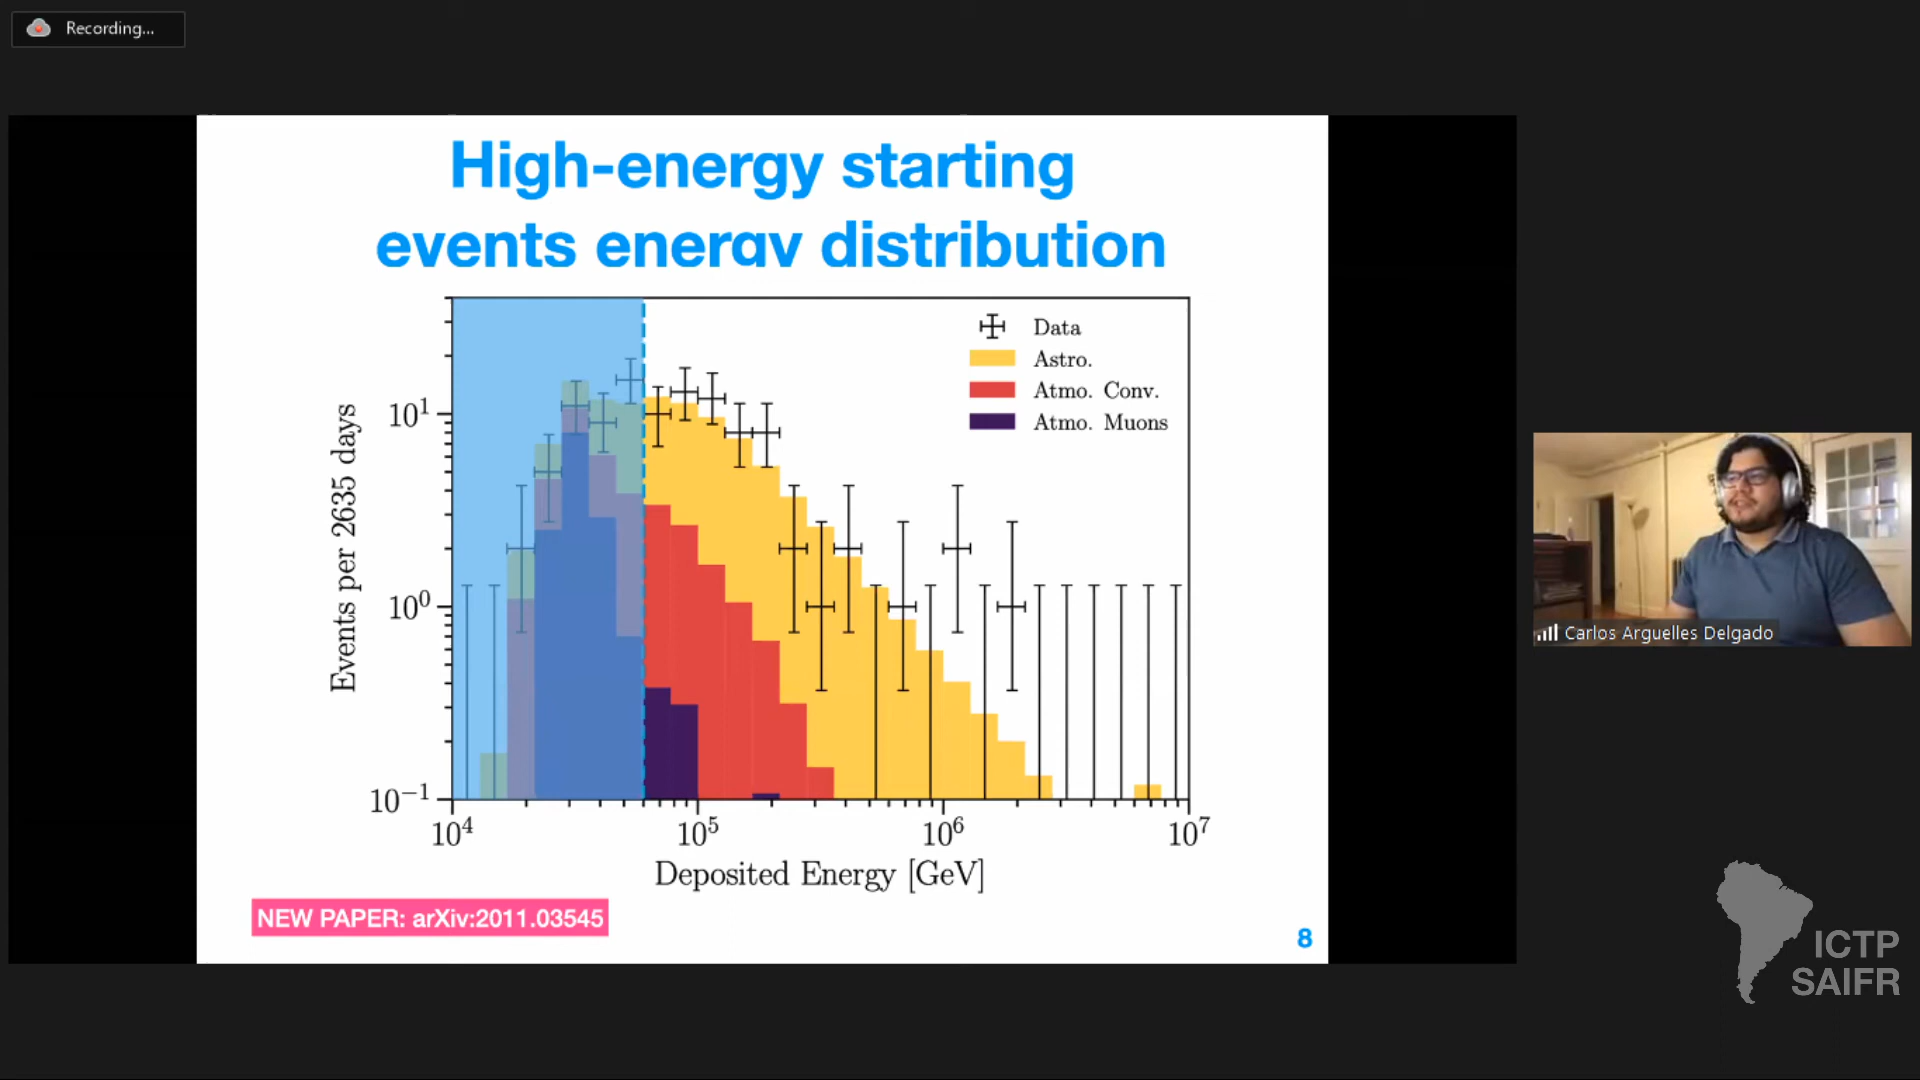 Recording...
High-energy starting
events energy distribution
Data
Astro.
Atmo. Conv.
Atmo. Muons
Events per 2635 days
10¹
10⁰
10⁻¹
10⁴ 10⁵ 10⁶ 10⁷
Deposited Energy [GeV]
NEW PAPER: arXiv:2011.03545
8
Carlos Arguelles Delgado
ICTP
SAIFR